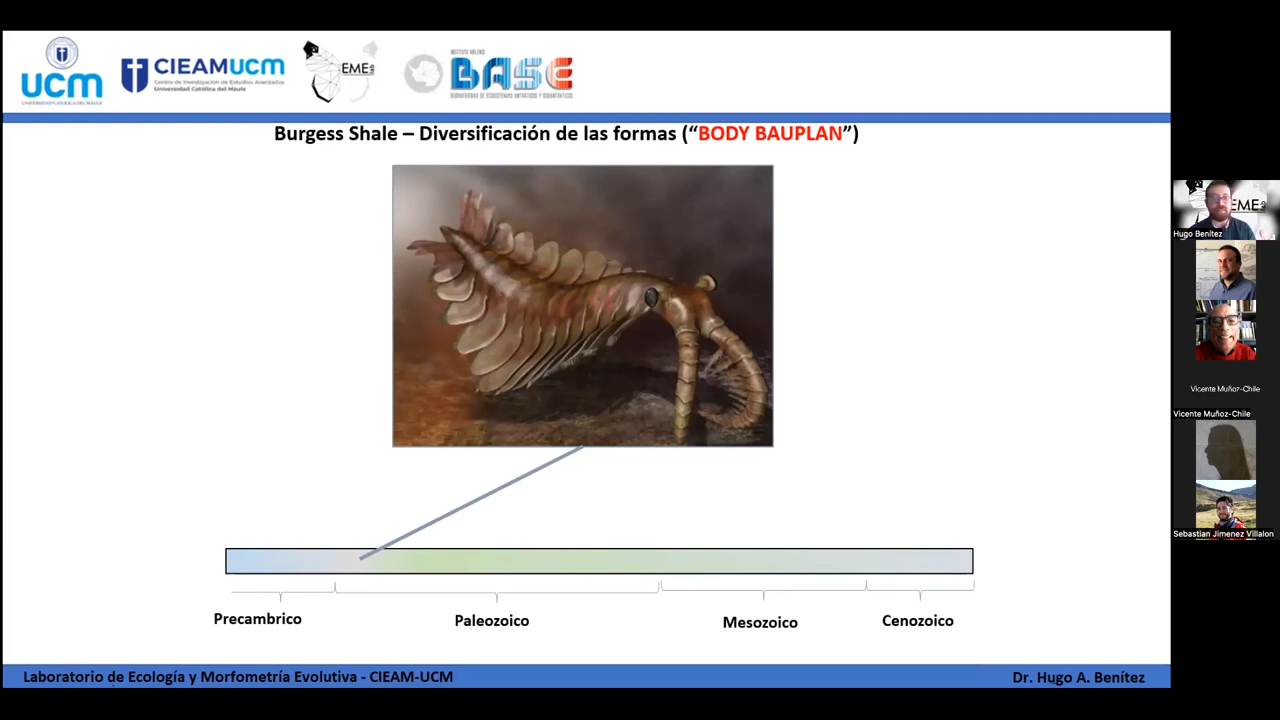 UCM
UNIVERSIDAD CATÓLICA DEL MAULE
CIEAMUCM
Centro de Investigación de Estudios Avanzados
Universidad Católica del Maule
EME lab
INSTITUTO MILENIO
BASE
BIODIVERSIDAD DE ECOSISTEMAS ANTÁRTICOS Y SUBANTÁRTICOS
Burgess Shale – Diversificación de las formas (“BODY BAUPLAN”)
EME
Hugo Benítez
Vicente Muñoz-Chile
Vicente Muñoz-Chile
Sebastian Jimenez Villalon
Precambrico
Paleozoico
Mesozoico
Cenozoico
Laboratorio de Ecología y Morfometría Evolutiva - CIEAM-UCM
Dr. Hugo A. Benítez